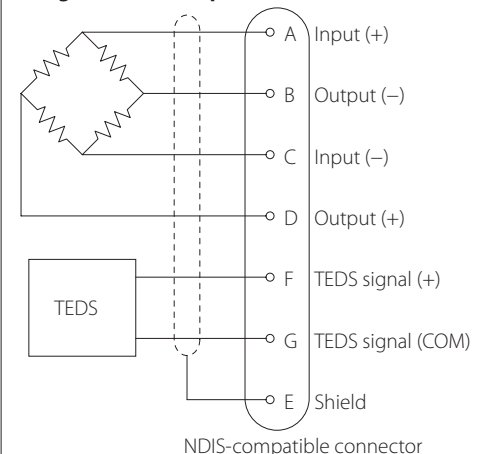 A Input (+)
B Output (−)
C Input (−)
D Output (+)
TEDS
F TEDS signal (+)
G TEDS signal (COM)
E Shield
NDIS-compatible connector